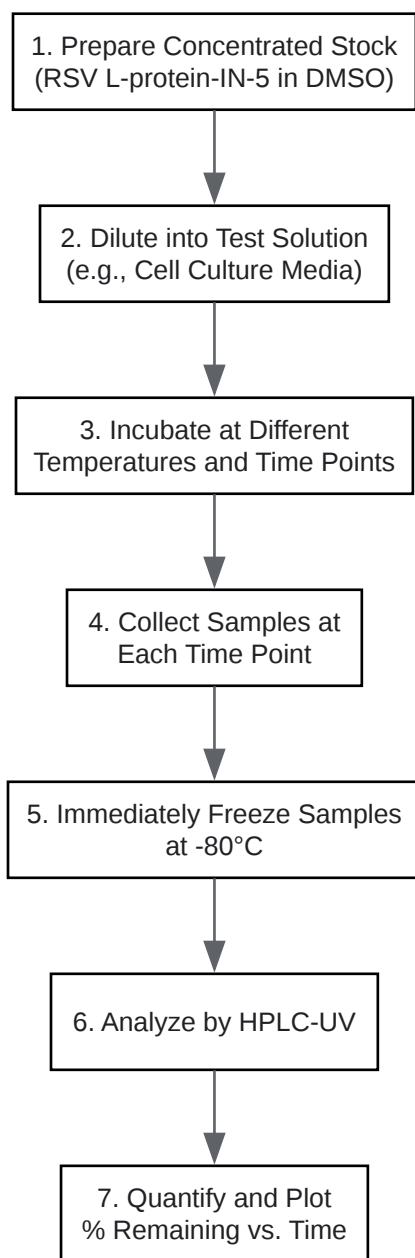 1. Prepare Concentrated Stock
(RSV L-protein-IN-5 in DMSO)
2. Dilute into Test Solution
(e.g., Cell Culture Media)
3. Incubate at Different
Temperatures and Time Points
4. Collect Samples at
Each Time Point
5. Immediately Freeze Samples
at -80°C
6. Analyze by HPLC-UV
7. Quantify and Plot
% Remaining vs. Time